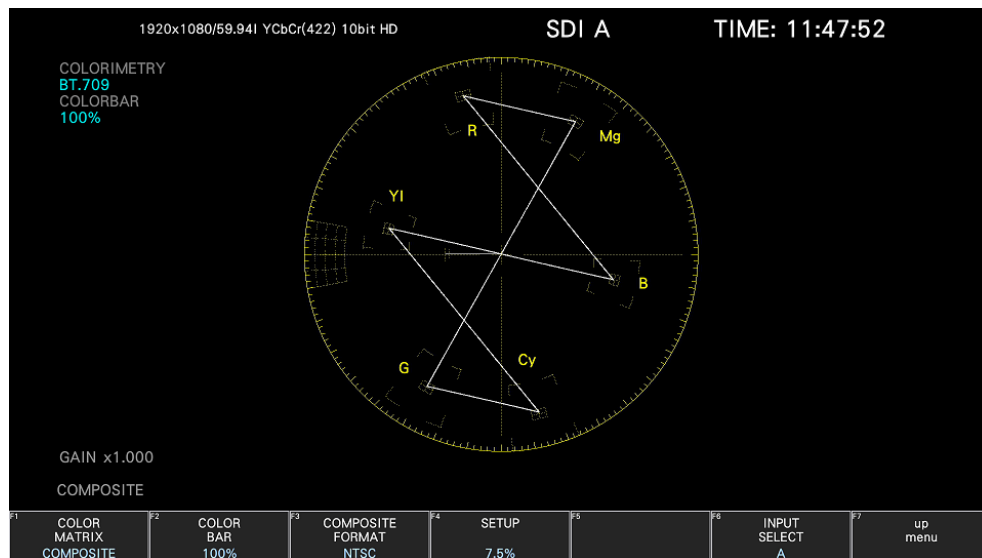 1920x1080/59.94I YCbCr(422) 10bit HD
SDI A
TIME: 11:47:52
COLORIMETRY
BT.709
COLORBAR
100%
R
Mg
Yl
B
G
Cy
GAIN x1.000
COMPOSITE
F1 COLOR MATRIX COMPOSITE
F2 COLOR BAR 100%
F3 COMPOSITE FORMAT NTSC
F4 SETUP 7.5%
F5
F6 INPUT SELECT A
F7 up menu